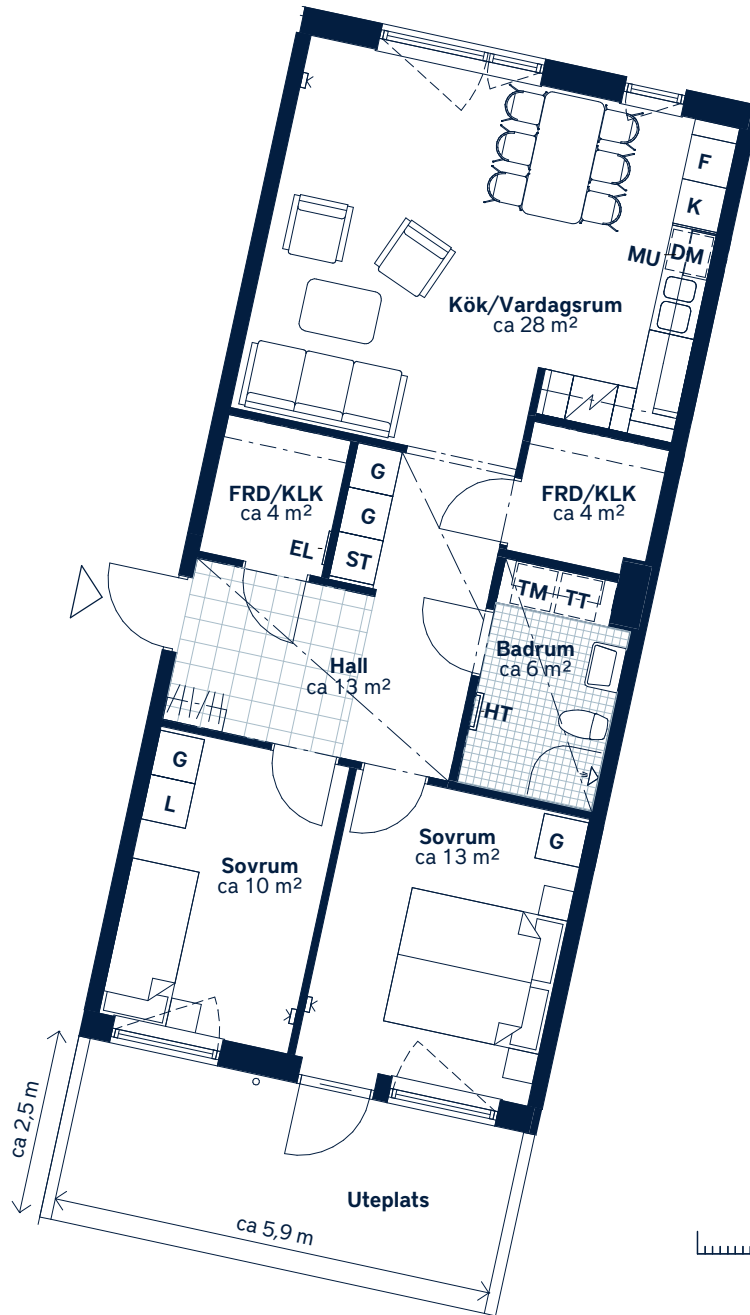 F
K
MU DM
Kök/Vardagsrum
ca 28 m²
FRD/KLK
ca 4 m²
G
G
ST
EL
FRD/KLK
ca 4 m²
TM TT
Badrum
ca 6 m²
HT
Hall
ca 13 m²
G
L
Sovrum
ca 10 m²
Sovrum
ca 13 m²
G
ca 2,5 m
Uteplats
ca 5,9 m